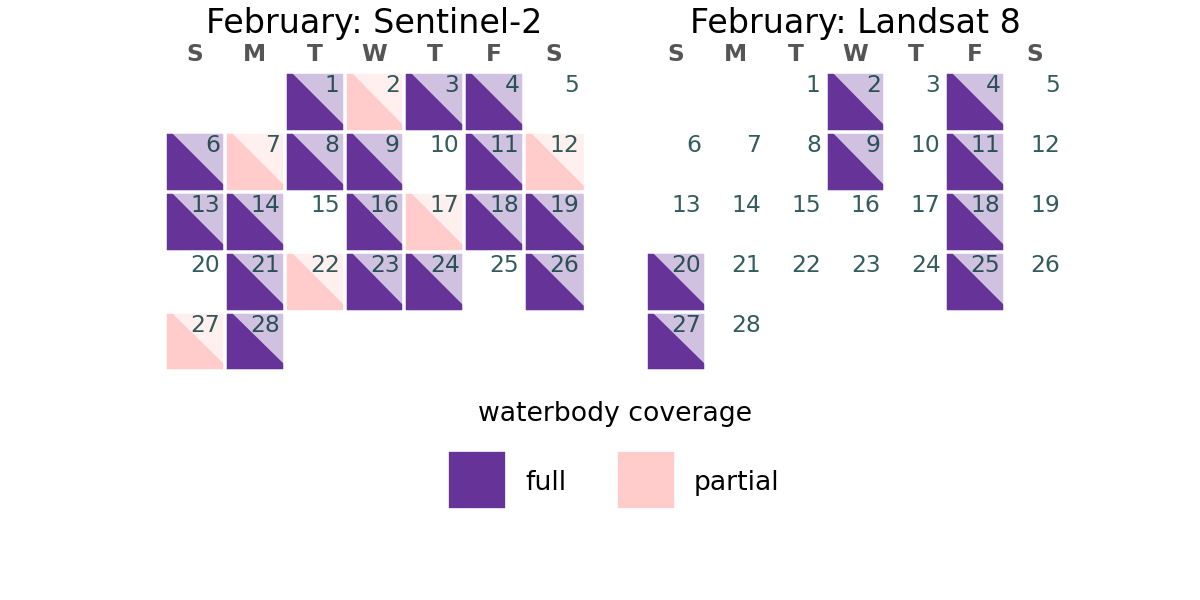 February: Sentinel-2
S M T W T F S
1 2 3 4 5
6 7 8 9 10 11 12
13 14 15 16 17 18 19
20 21 22 23 24 25 26
27 28
February: Landsat 8
S M T W T F S
1 2 3 4 5
6 7 8 9 10 11 12
13 14 15 16 17 18 19
20 21 22 23 24 25 26
27 28
waterbody coverage
full partial